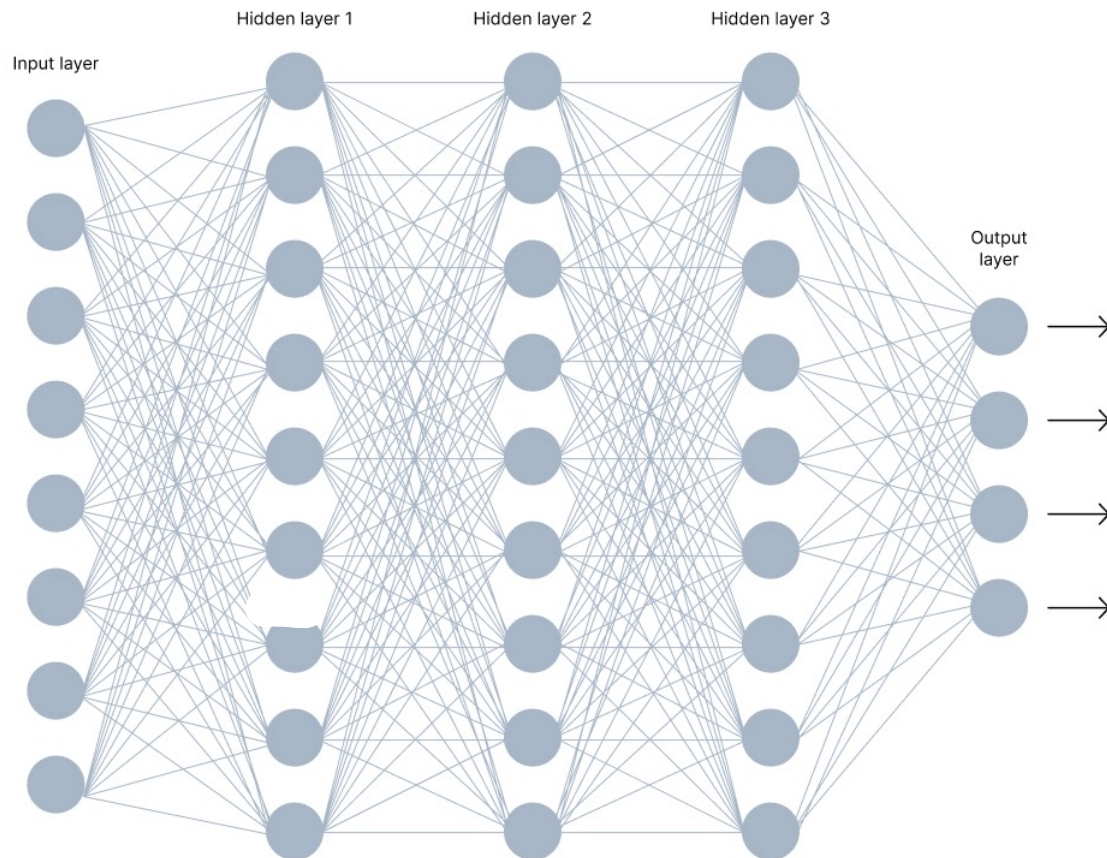 Hidden layer 1
Hidden layer 2
Hidden layer 3
Input layer
Output
layer